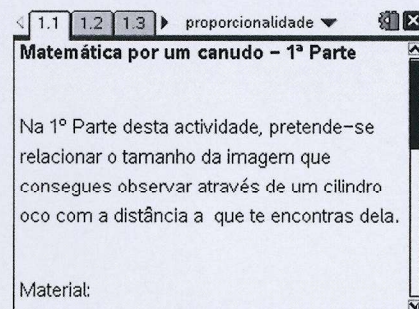 1.1 1.2 1.3 proporcionalidade
Matemática por um canudo – 1ª Parte
Na 1º Parte desta actividade, pretende-se
relacionar o tamanho da imagem que
consegues observar através de um cilindro
oco com a distância a que te encontras dela.
Material: